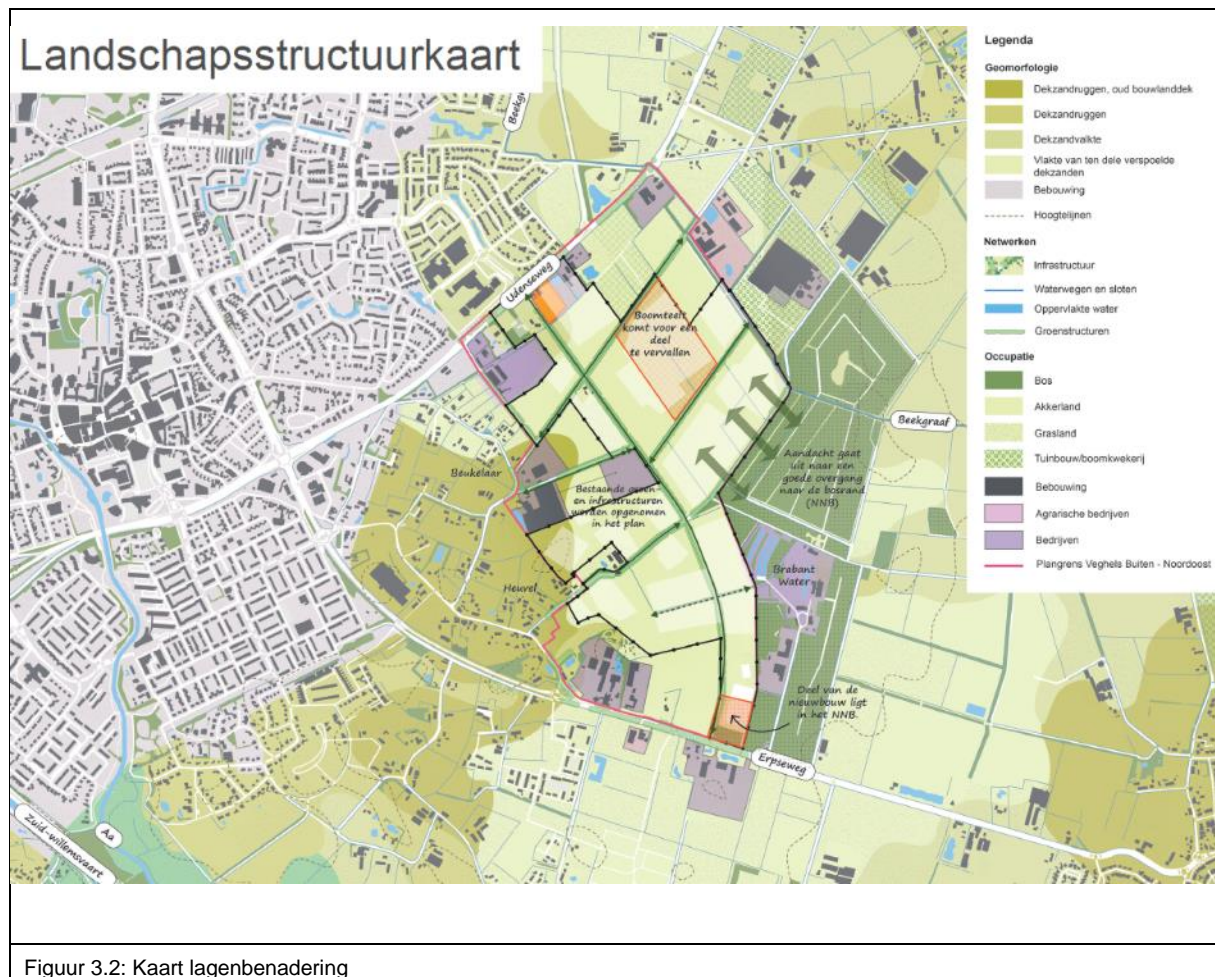 Landschapsstructuurkaart
Legenda
Geomorfologie
Dekzandruggen, oud bouwlanddek
Dekzandruggen
Dekzandvalkte
Vlakte van ten dele verspoelde
dekzanden
Bebouwing
Hoogtelijnen
Netwerken
Infrastructuur
Waterwegen en sloten
Oppervlakte water
Groenstructuren
Occupatie
Bos
Akkerland
Grasland
Tuinbouw/boomkwekerij
Bebouwing
Agrarische bedrijven
Bedrijven
Plangrens Veghels Buiten - Noordoost
Udenseweg
Boomteelt
komt voor een
deel
te vervallen
Beekgraaf
Aandacht gaat
uit naar een
goede overgang
naar de bosrand
(NNB)
Beukelaar
Bestaande groen-
en infrastructuren
worden opgenomen
in het plan
Heuvel
Brabant
Water
Deel van de
nieuwbouw ligt
in het NNB.
Erpseweg
Aa
Zuid-willemsvaart
Figuur 3.2: Kaart lagenbenadering